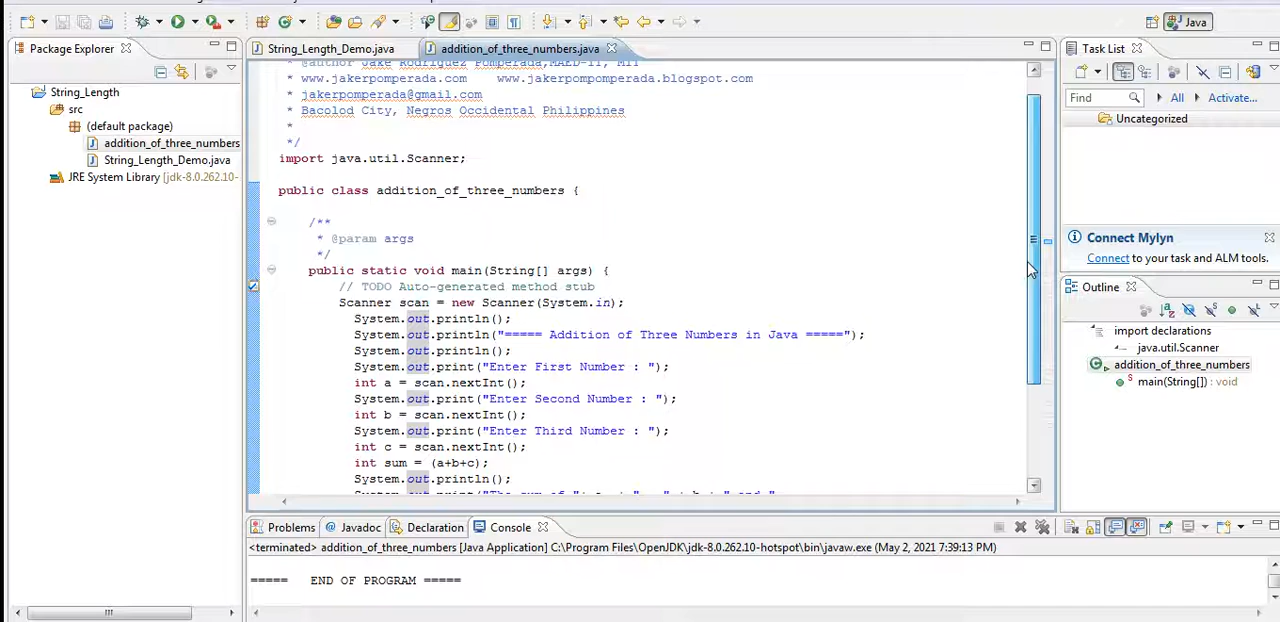 Java
Package Explorer
String_Length
src
(default package)
addition_of_three_numbers
String_Length_Demo.java
JRE System Library [jdk-8.0.262.10-
String_Length_Demo.java
addition_of_three_numbers.java
* @author Jake Rodriguez Pomperada,MAED-IT, MIT
* www.jakerpomperada.com www.jakerpompomperada.blogspot.com
* jakerpomperada@gmail.com
* Bacolod City, Negros Occidental Philippines
*
*/
import java.util.Scanner;
public class addition_of_three_numbers {
/**
* @param args
*/
public static void main(String[] args) {
// TODO Auto-generated method stub
Scanner scan = new Scanner(System.in);
System.out.println();
System.out.println("===== Addition of Three Numbers in Java =====");
System.out.println();
System.out.print("Enter First Number : ");
int a = scan.nextInt();
System.out.print("Enter Second Number : ");
int b = scan.nextInt();
System.out.print("Enter Third Number : ");
int c = scan.nextInt();
int sum = (a+b+c);
System.out.println();
Task List
Find
All
Activate...
Uncategorized
Connect Mylyn
Connect to your task and ALM tools.
Outline
import declarations
java.util.Scanner
addition_of_three_numbers
main(String[]) : void
Problems
@ Javadoc
Declaration
Console
<terminated> addition_of_three_numbers [Java Application] C:\Program Files\OpenJDK\jdk-8.0.262.10-hotspot\bin\javaw.exe (May 2, 2021 7:39:13 PM)
===== END OF PROGRAM =====